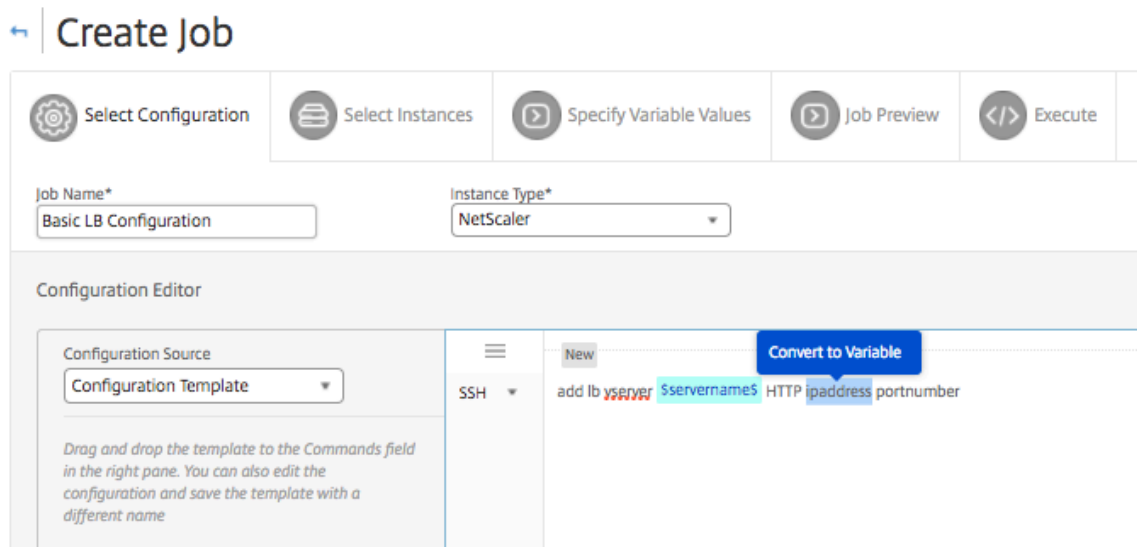 Create Job
Select Configuration
Select Instances
Specify Variable Values
Job Preview
Execute
Job Name*
Instance Type*
Basic LB Configuration
NetScaler
Configuration Editor
Configuration Source
Configuration Template
Drag and drop the template to the Commands field
in the right pane. You can also edit the
configuration and save the template with a
different name
New
Convert to Variable
SSH
add lb vserver $servername$ HTTP ipaddress portnumber